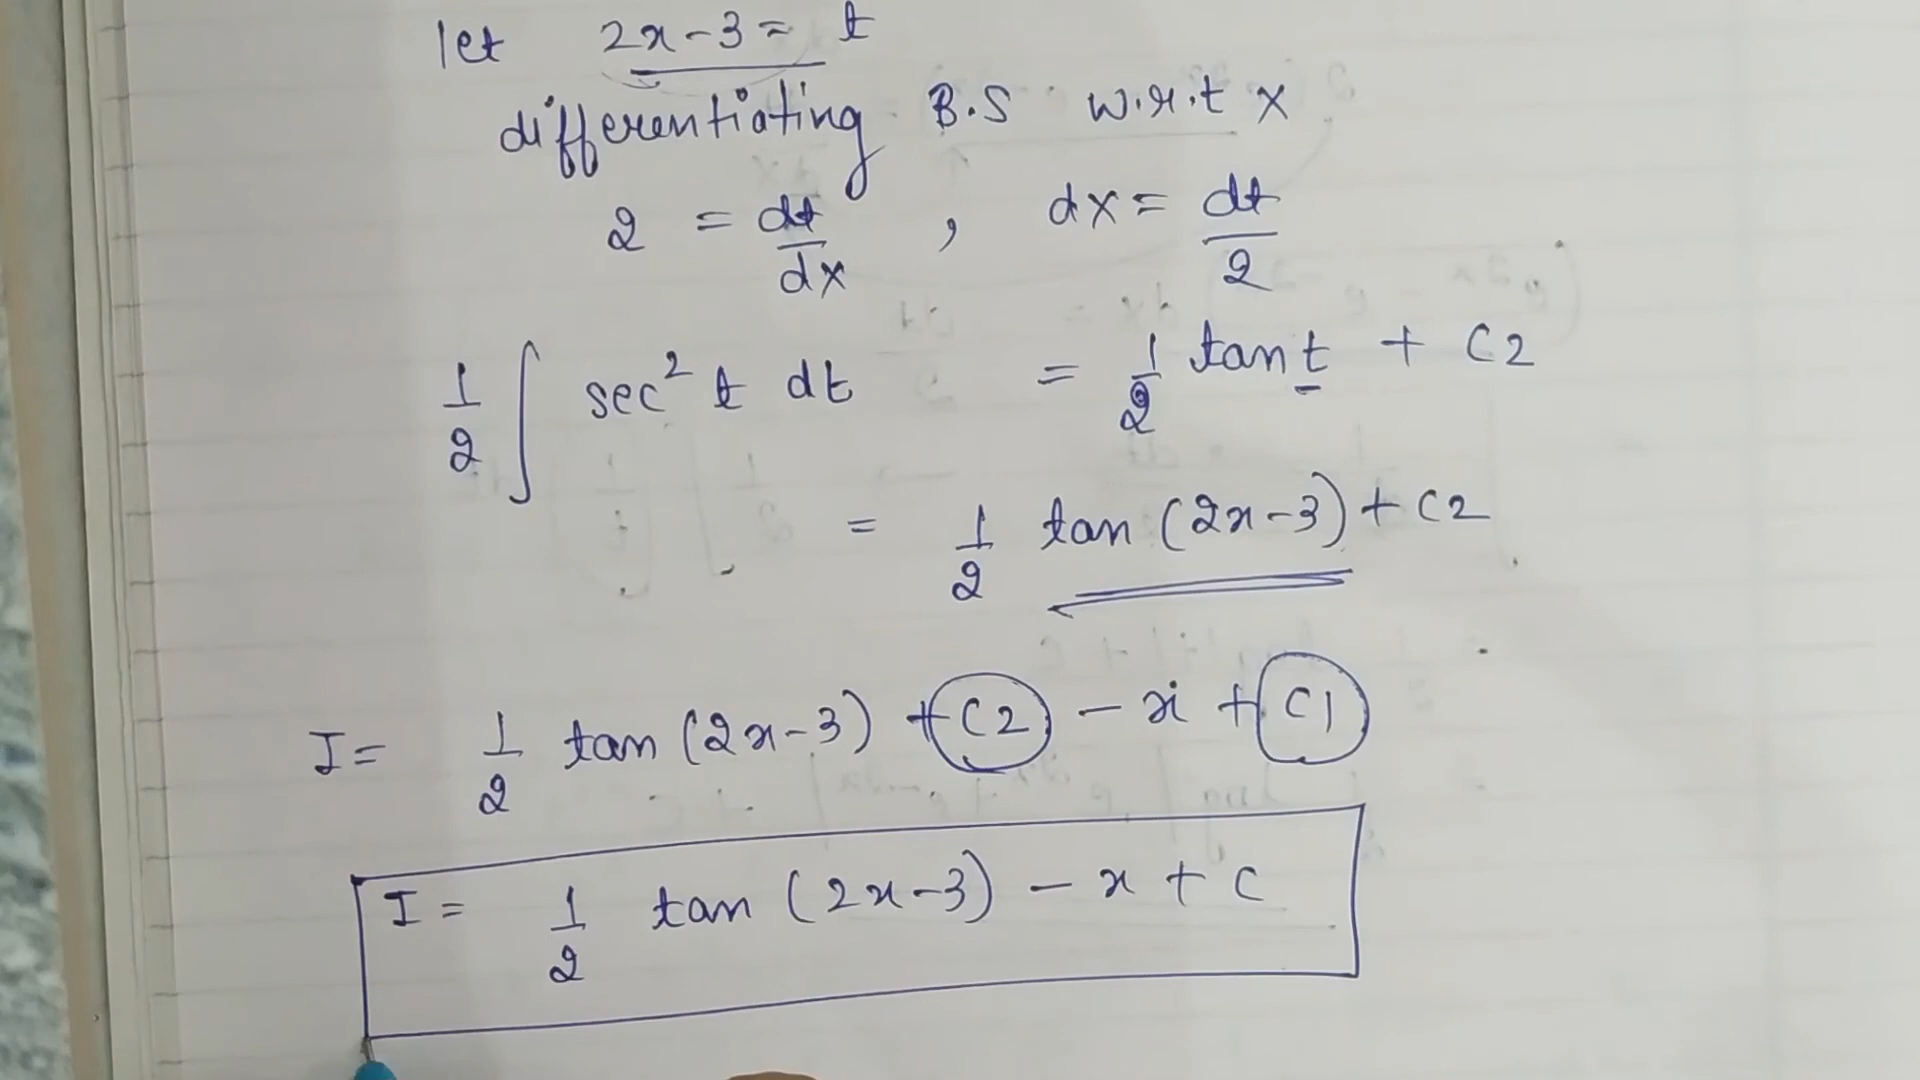 let 2x-3 = t
differentiating B.S w.r.t x
2 = dt/dx , dx = dt/2
1/2 ∫ sec² t dt = 1/2 tan t + C2
= 1/2 tan (2x-3) + C2
I = 1/2 tan (2x-3) + C2 - x + C1
I = 1/2 tan (2x-3) - x + C